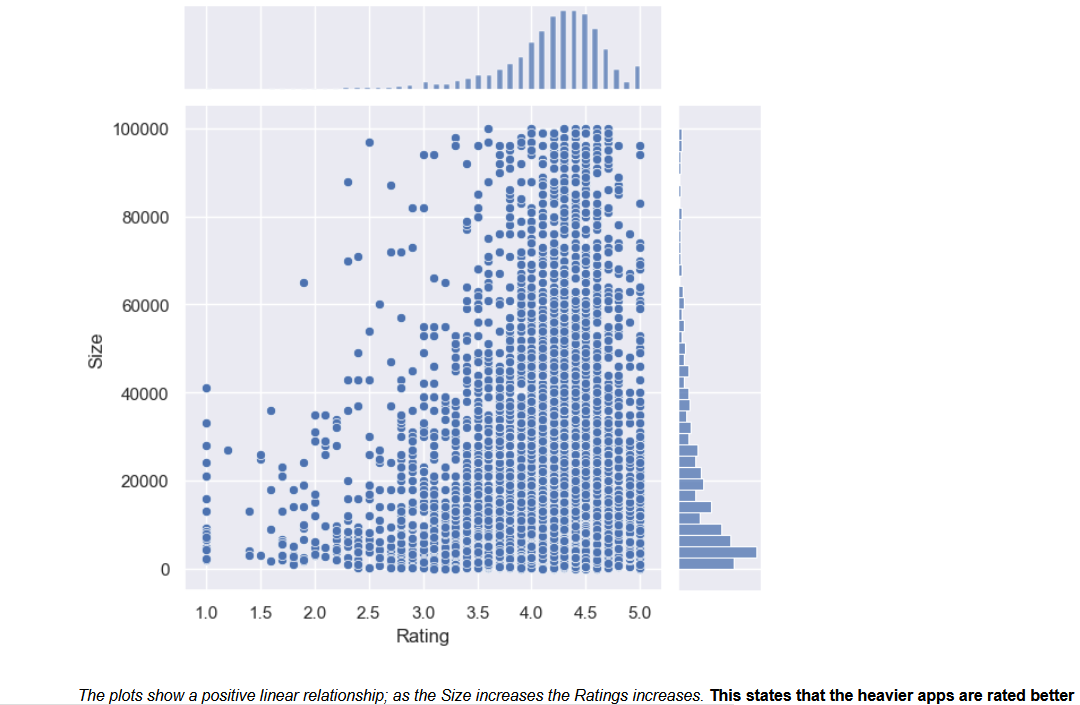 100000
80000
60000
40000
20000
0
Size
1.0 1.5 2.0 2.5 3.0 3.5 4.0 4.5 5.0
Rating
The plots show a positive linear relationship; as the Size increases the Ratings increases. This states that the heavier apps are rated better